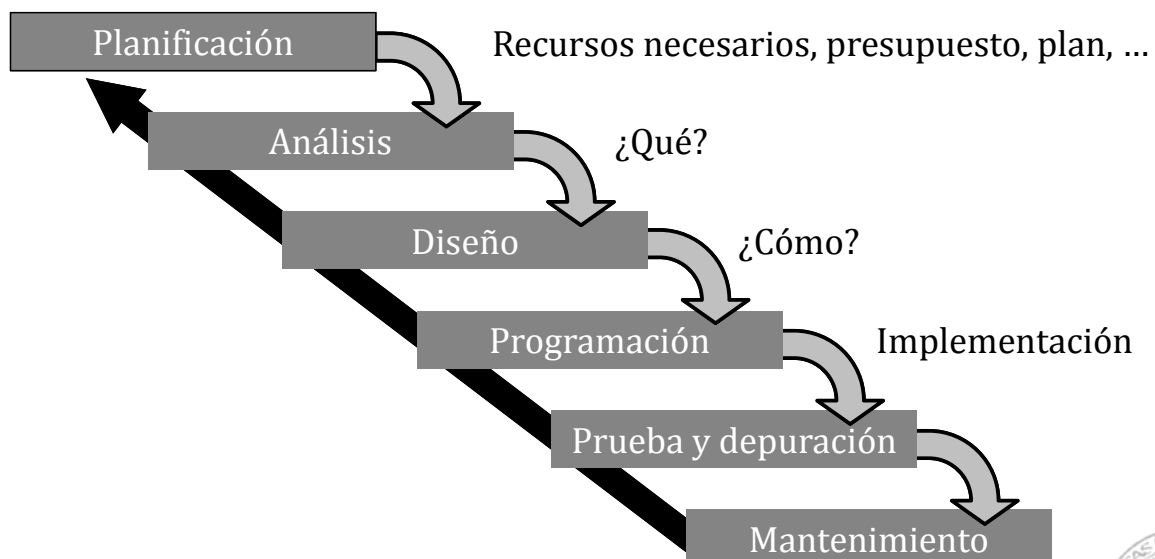 Planificación
Recursos necesarios, presupuesto, plan, …
Análisis
¿Qué?
Diseño
¿Cómo?
Programación
Implementación
Prueba y depuración
Mantenimiento